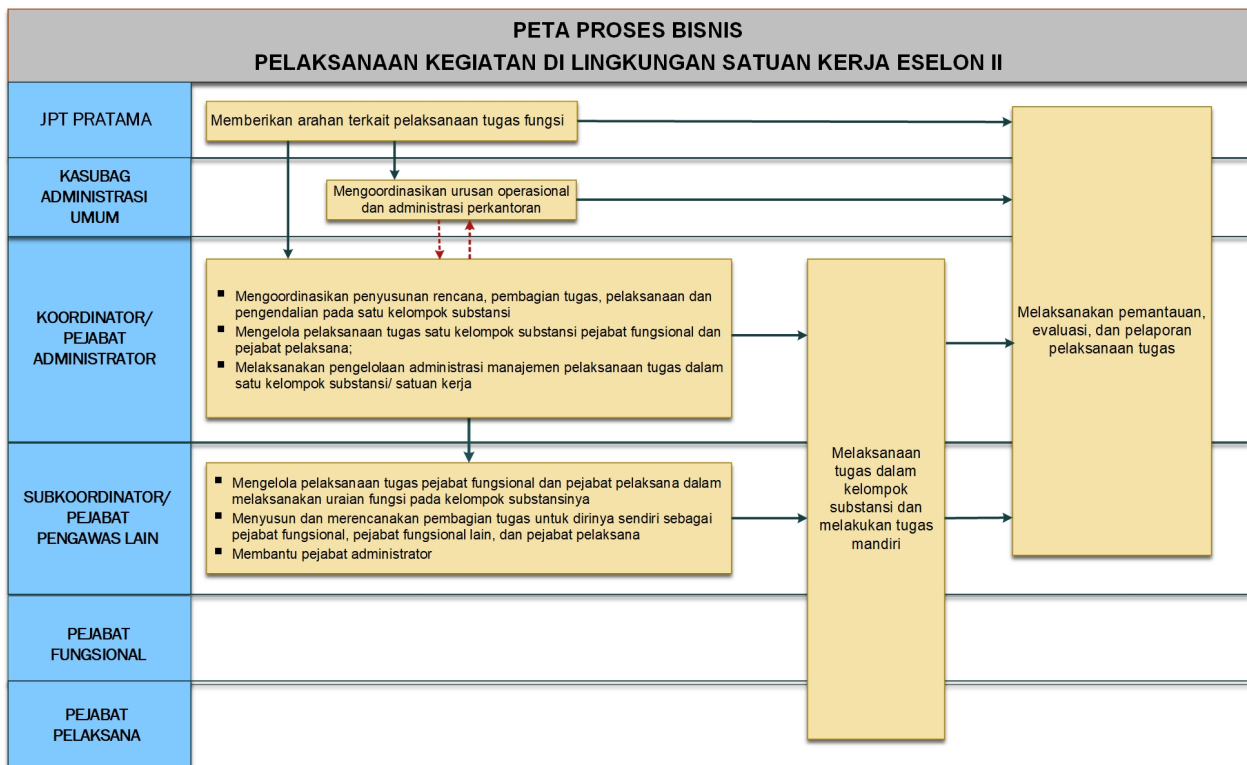 PETA PROSES BISNIS
PELAKSANAAN KEGIATAN DI LINGKUNGAN SATUAN KERJA ESELON II
JPT PRATAMA
Memberikan arahan terkait pelaksanaan tugas fungsi
KASUBAG
ADMINISTRASI
UMUM
Mengoordinasikan urusan operasional
dan administrasi perkantoran
KOORDINATOR/
PEJABAT
ADMINISTRATOR
▪ Mengoordinasikan penyusunan rencana, pembagian tugas, pelaksanaan dan
pengendalian pada satu kelompok substansi
▪ Mengelola pelaksanaan tugas satu kelompok substansi pejabat fungsional dan
pejabat pelaksana;
▪ Melaksanakan pengelolaan administrasi manajemen pelaksanaan tugas dalam
satu kelompok substansi/ satuan kerja
SUBKOORDINATOR/
PEJABAT
PENGAWAS LAIN
▪ Mengelola pelaksanaan tugas pejabat fungsional dan pejabat pelaksana dalam
melaksanakan uraian fungsi pada kelompok substansinya
▪ Menyusun dan merencanakan pembagian tugas untuk dirinya sendiri sebagai
pejabat fungsional, pejabat fungsional lain, dan pejabat pelaksana
▪ Membantu pejabat administrator
Melaksanaan
tugas dalam
kelompok
substansi dan
melakukan tugas
mandiri
Melaksanakan pemantauan,
evaluasi, dan pelaporan
pelaksanaan tugas
PEJABAT
FUNGSIONAL
PEJABAT
PELAKSANA